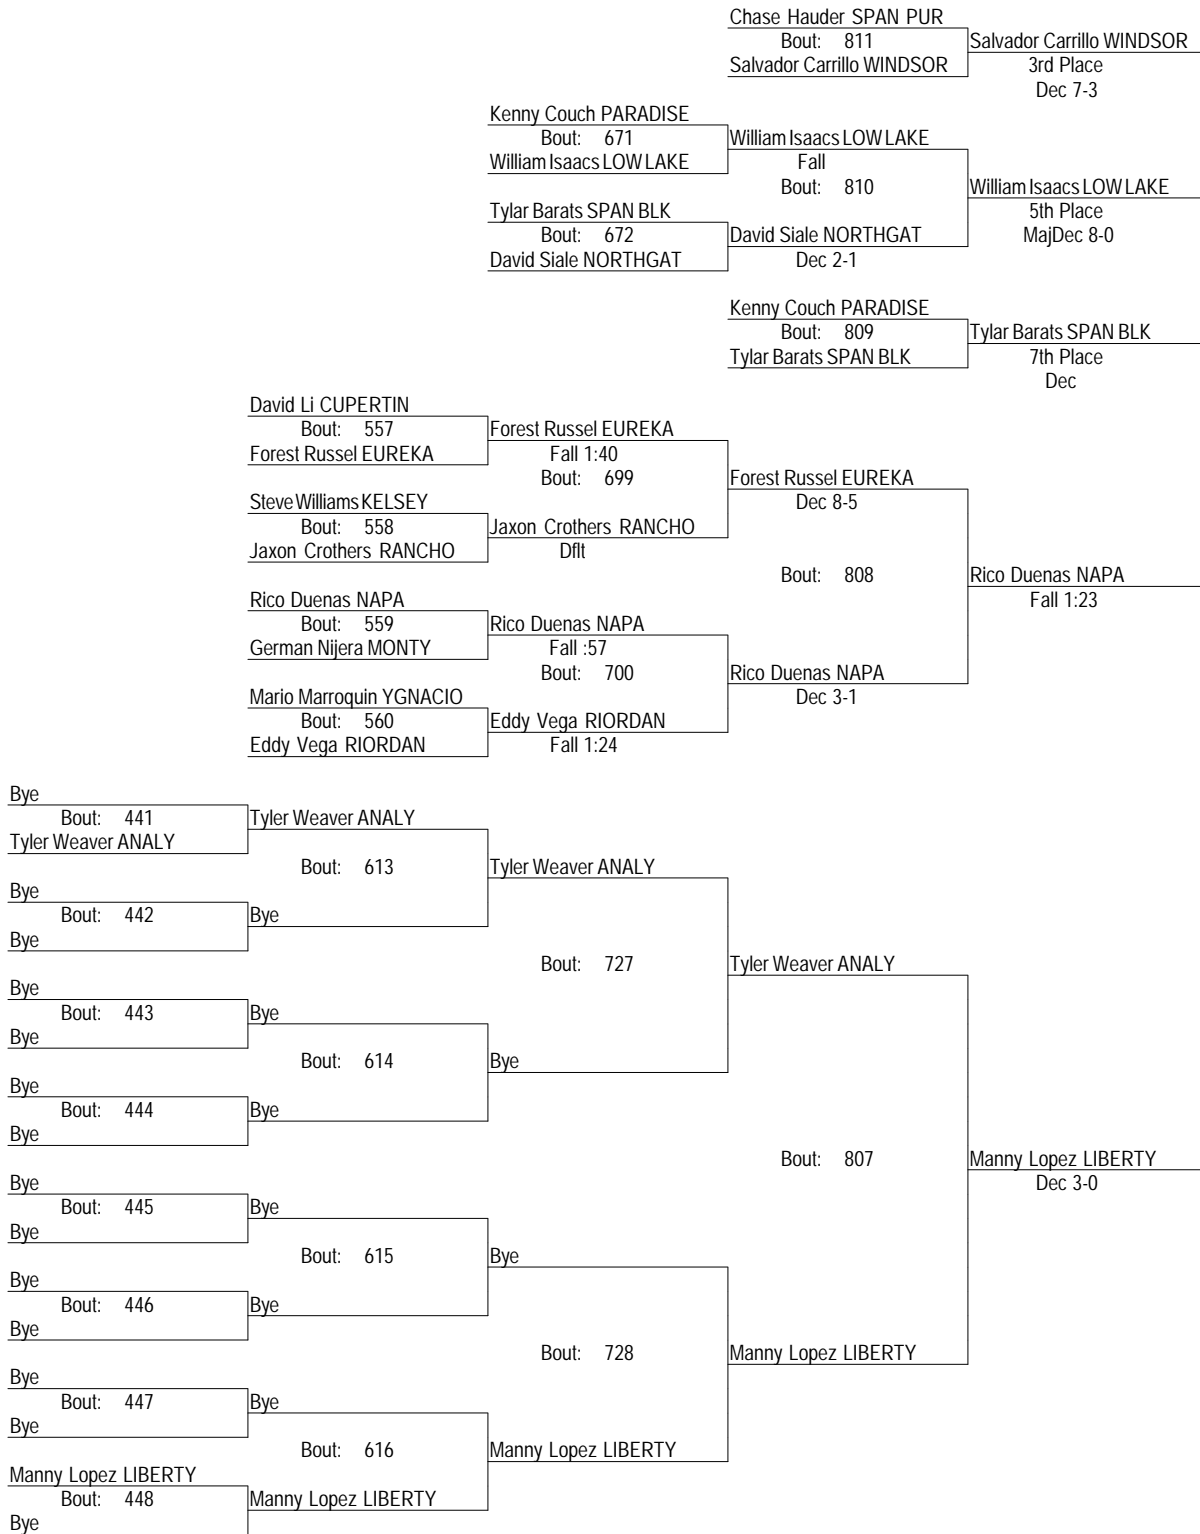 Chase Hauder SPAN PUR
Bout: 811
Salvador Carrillo WINDSOR
Salvador Carrillo WINDSOR
3rd Place
Dec 7-3
Kenny Couch PARADISE
Bout: 671
William Isaacs LOW LAKE
William Isaacs LOW LAKE
Fall
Bout: 810
William Isaacs LOW LAKE
5th Place
MajDec 8-0
Tylar Barats SPAN BLK
Bout: 672
David Siale NORTHGAT
David Siale NORTHGAT
Dec 2-1
Kenny Couch PARADISE
Bout: 809
Tylar Barats SPAN BLK
Tylar Barats SPAN BLK
7th Place
Dec
David Li CUPERTIN
Bout: 557
Forest Russel EUREKA
Forest Russel EUREKA
Fall 1:40
Bout: 699
Forest Russel EUREKA
Dec 8-5
Steve Williams KELSEY
Bout: 558
Jaxon Crothers RANCHO
Jaxon Crothers RANCHO
Dflt
Bout: 808
Rico Duenas NAPA
Fall 1:23
Rico Duenas NAPA
Bout: 559
German Nijera MONTY
Rico Duenas NAPA
Fall :57
Bout: 700
Rico Duenas NAPA
Dec 3-1
Mario Marroquin YGNACIO
Bout: 560
Eddy Vega RIORDAN
Eddy Vega RIORDAN
Fall 1:24
Bye
Bout: 441
Tyler Weaver ANALY
Tyler Weaver ANALY
Bout: 613
Tyler Weaver ANALY
Bye
Bout: 442
Bye
Bye
Bout: 727
Tyler Weaver ANALY
Bye
Bout: 443
Bye
Bye
Bout: 614
Bye
Bye
Bout: 444
Bye
Bye
Bout: 807
Manny Lopez LIBERTY
Dec 3-0
Bye
Bout: 445
Bye
Bye
Bout: 615
Bye
Bye
Bout: 446
Bye
Bye
Bout: 728
Manny Lopez LIBERTY
Bye
Bout: 447
Bye
Bye
Bout: 616
Manny Lopez LIBERTY
Manny Lopez LIBERTY
Bout: 448
Manny Lopez LIBERTY
Bye